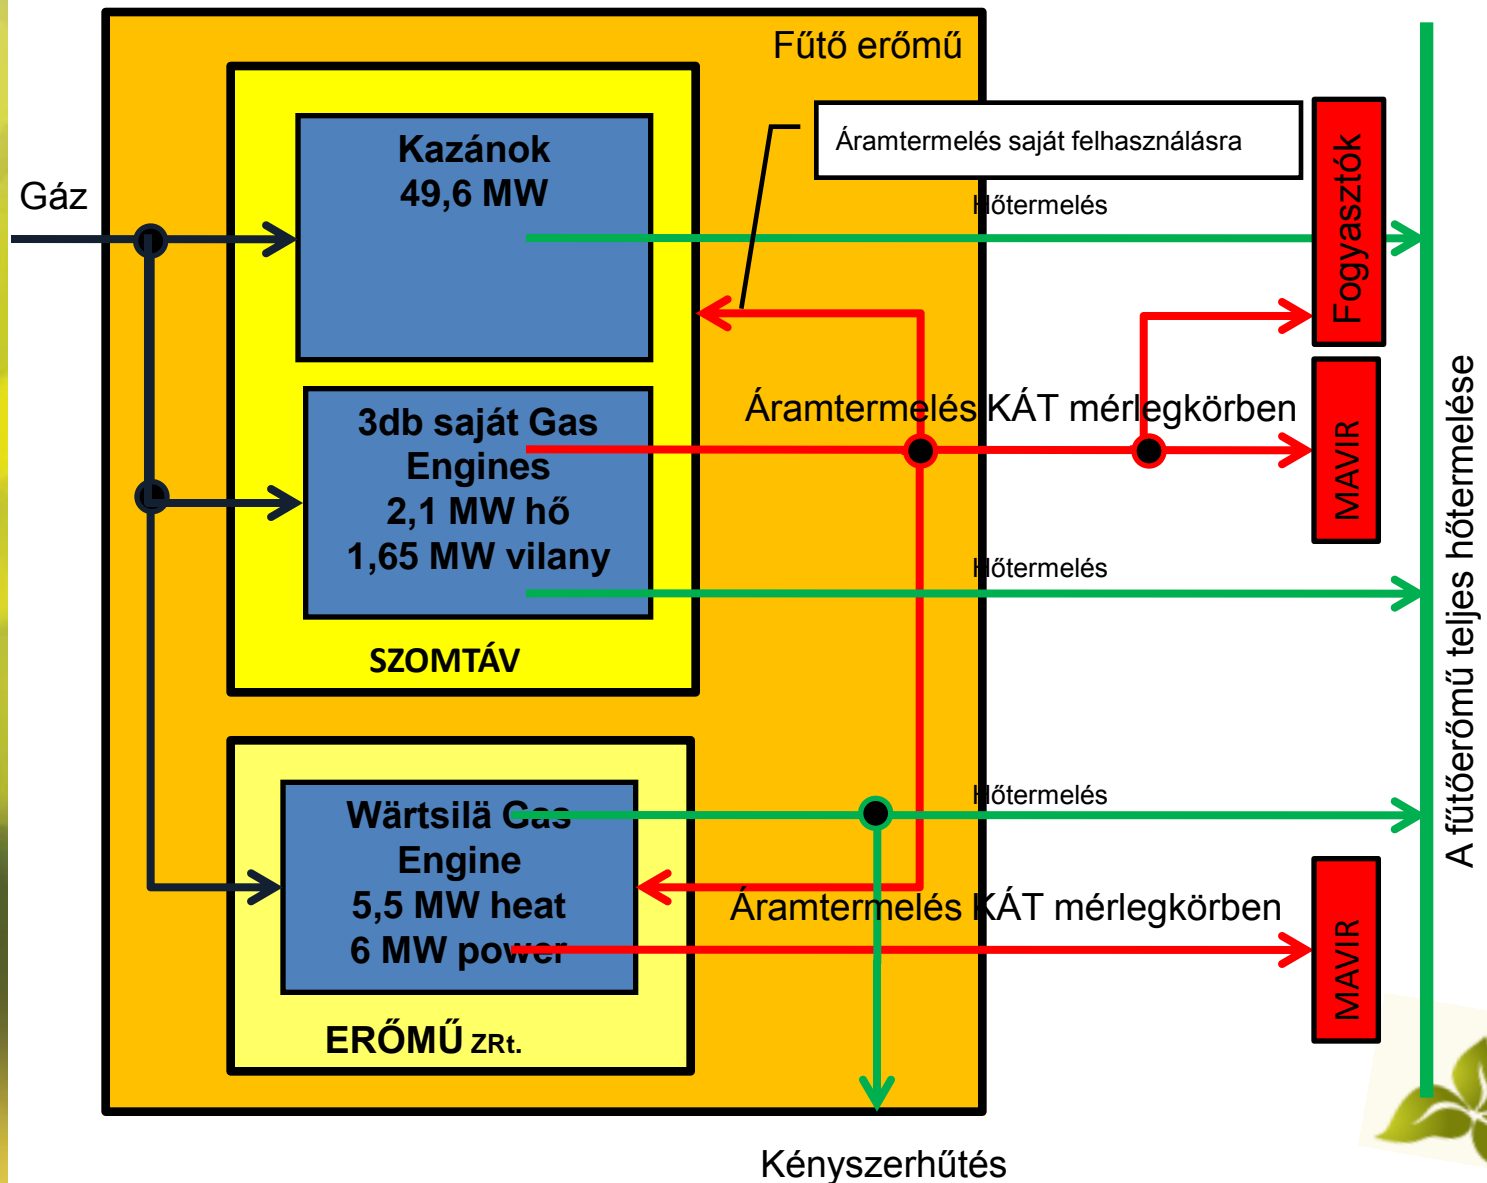 Fűtő erőmű
Gáz
Kazánok
49,6 MW
Áramtermelés saját felhasználásra
Hőtermelés
Fogyasztók
3db saját Gas
Engines
2,1 MW hő
1,65 MW vilany
Áramtermelés KÁT mérlegkörben
MAVIR
Hőtermelés
SZOMTÁV
A fűtőerőmű teljes hőtermelése
Wärtsilä Gas
Engine
5,5 MW heat
6 MW power
Hőtermelés
Áramtermelés KÁT mérlegkörben
MAVIR
ERŐMŰ ZRt.
Kényszerhűtés